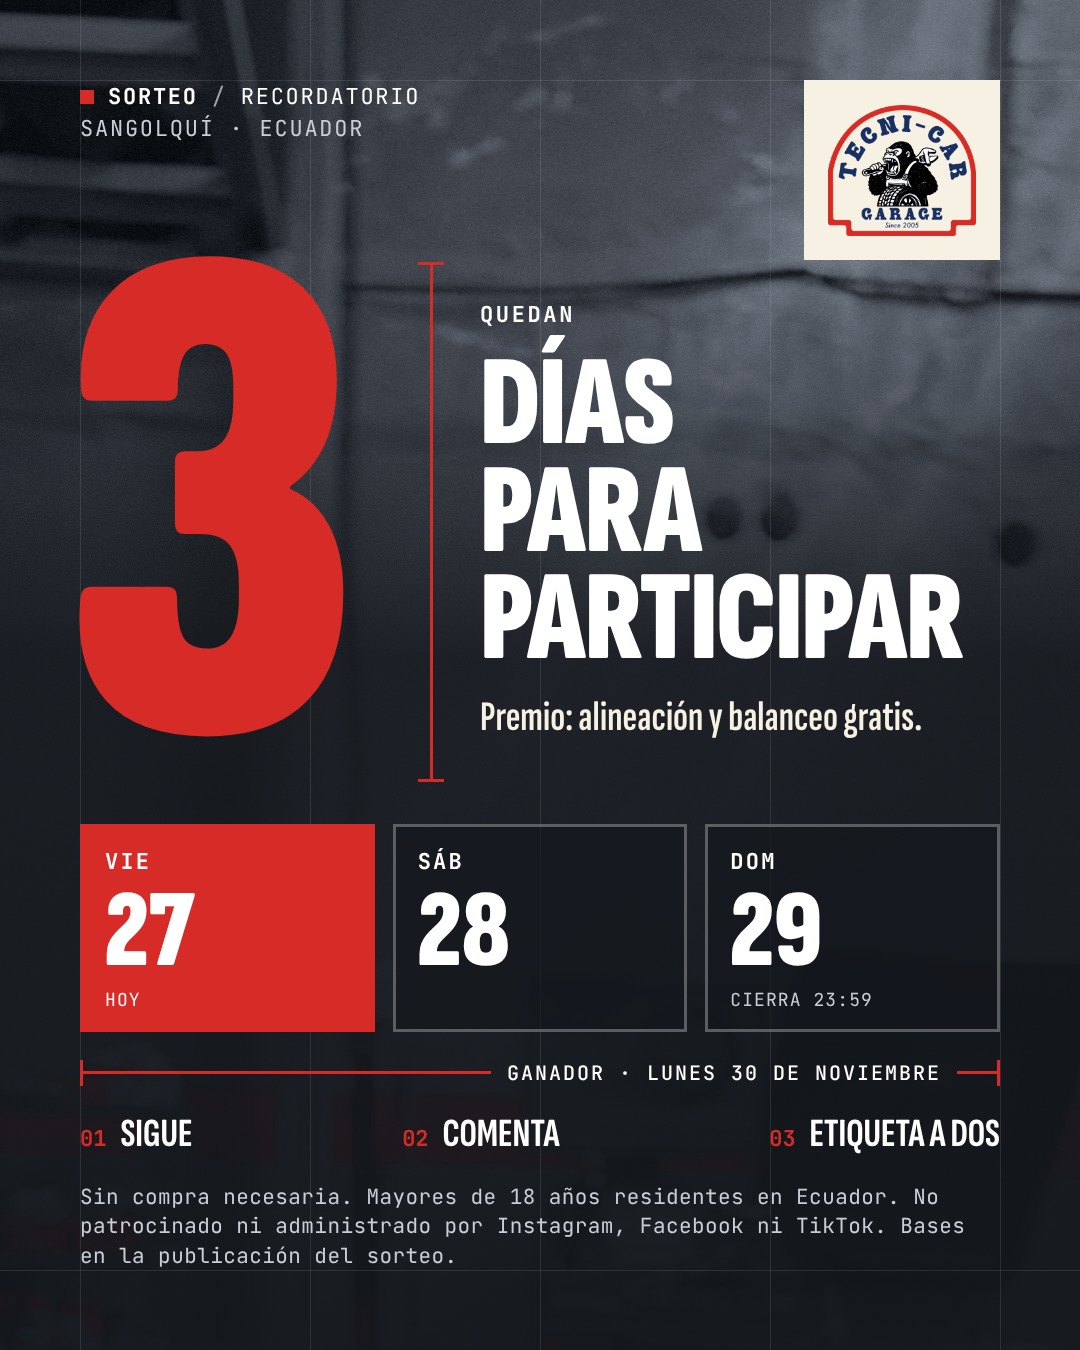 SORTEO / RECORDATORIO
SANGOLQUÍ · ECUADOR
TECNI-CAR
GARAGE
Since 2005
3
QUEDAN
DÍAS
PARA
PARTICIPAR
Premio: alineación y balanceo gratis.
VIE
27
HOY
SÁB
28
DOM
29
CIERRA 23:59
GANADOR · LUNES 30 DE NOVIEMBRE
01 SIGUE
02 COMENTA
03 ETIQUETA A DOS
Sin compra necesaria. Mayores de 18 años residentes en Ecuador. No
patrocinado ni administrado por Instagram, Facebook ni TikTok. Bases
en la publicación del sorteo.